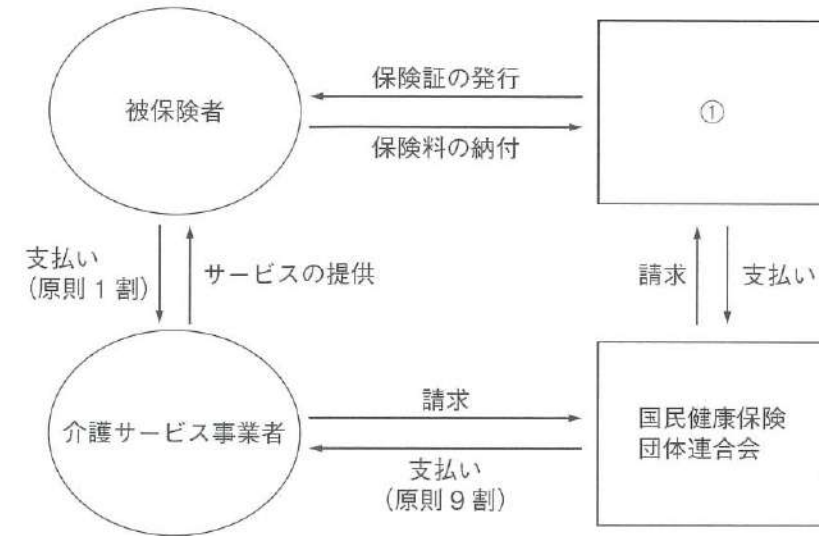 保険証の発行
被保険者
①
保険料の納付
支払い
(原則1割)
サービスの提供
請求
支払い
請求
介護サービス事業者
国民健康保険
団体連合会
支払い
(原則9割)